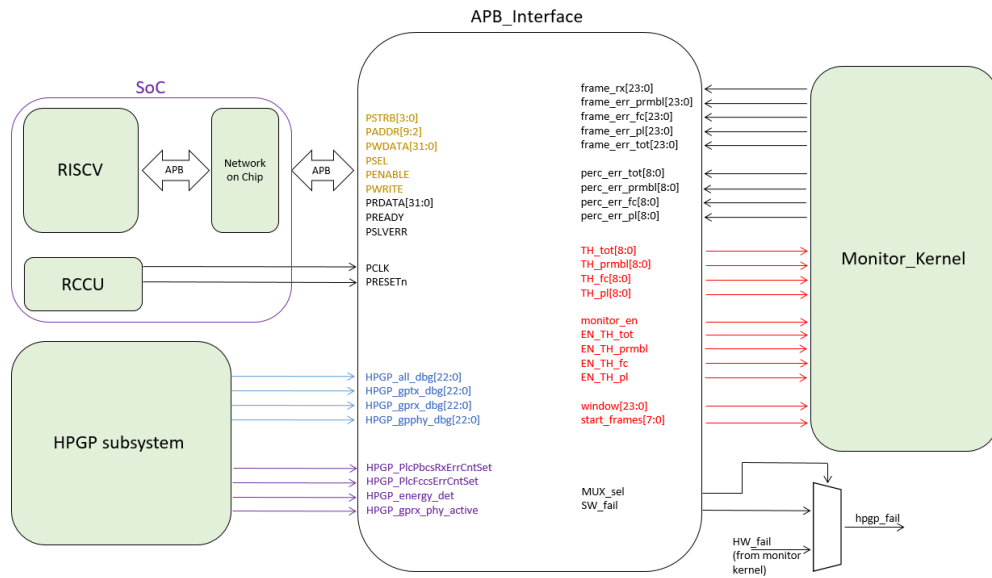 APB_Interface
SoC
RISCV
APB
Network
on Chip
APB
RCCU
PSTRB[3:0]
PADDR[9:2]
PWDATA[31:0]
PSEL
PENABLE
PWRITE
PRDATA[31:0]
PREADY
PSLVERR
PCLK
PRESETn
HPGP subsystem
HPGP_all_dbg[22:0]
HPGP_gptx_dbg[22:0]
HPGP_gprx_dbg[22:0]
HPGP_gpphy_dbg[22:0]
HPGP_PlcPbcsRxErrCntSet
HPGP_PlcFccsErrCntSet
HPGP_energy_det
HPGP_gprx_phy_active
frame_rx[23:0]
frame_err_prmbl[23:0]
frame_err_fc[23:0]
frame_err_pl[23:0]
frame_err_tot[23:0]
perc_err_tot[8:0]
perc_err_prmbl[8:0]
perc_err_fc[8:0]
perc_err_pl[8:0]
TH_tot[8:0]
TH_prmbl[8:0]
TH_fc[8:0]
TH_pl[8:0]
monitor_en
EN_TH_tot
EN_TH_prmbl
EN_TH_fc
EN_TH_pl
window[23:0]
start_frames[7:0]
MUX_sel
SW_fail
Monitor_Kernel
HW_fail
(from monitor
kernel)
hpgp_fail